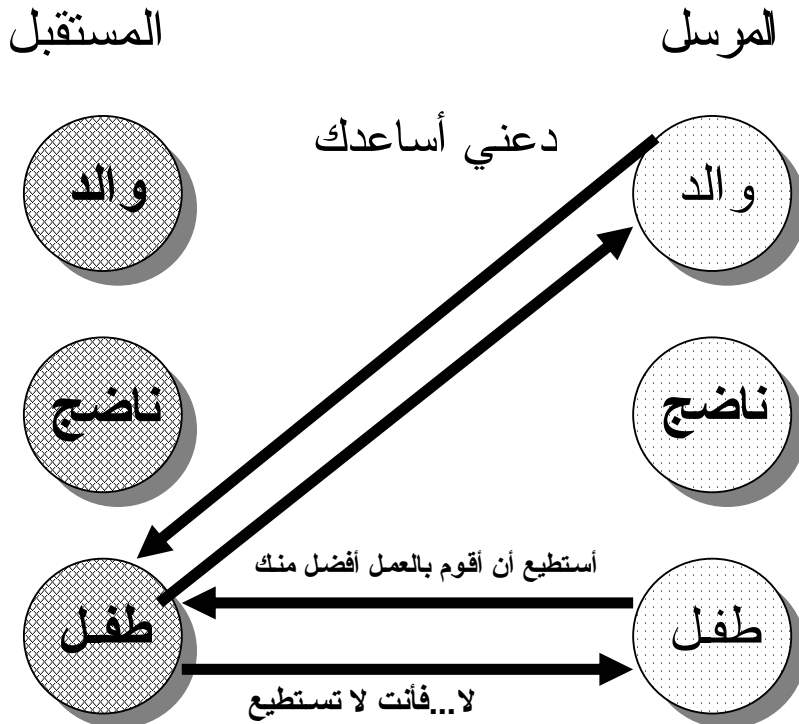 المرسل
المستقبل
دعني أساعدك
والد
والد
ناضج
ناضج
أستطيع أن أقوم بالعمل أفضل منك
طفل
طفل
لا...فأنت لا تستطيع